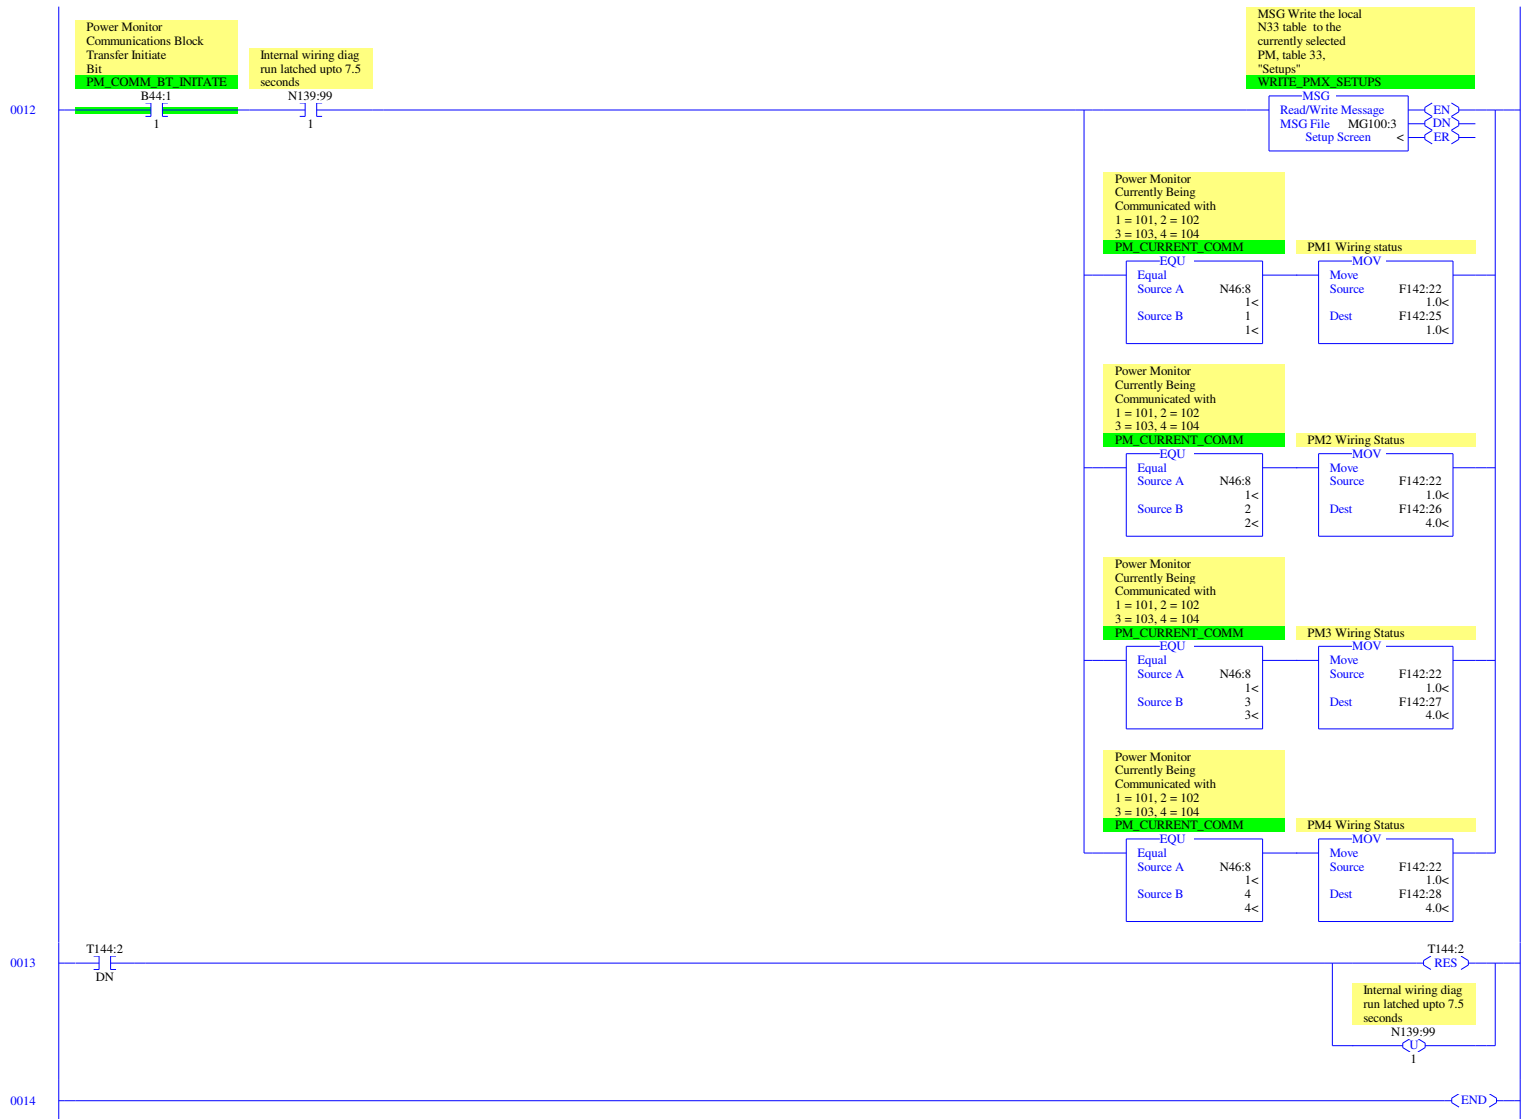 Power Monitor
Communications Block
Transfer Initiate
Bit
PM_COMM_BT_INITATE
B44:1
1
Internal wiring diag
run latched upto 7.5
seconds
N139:99
1
0012
MSG Write the local
N33 table  to the
currently selected
PM, table 33,
"Setups"
WRITE_PMX_SETUPS
MSG
Read/Write Message
MSG File MG100:3
Setup Screen <
EN
DN
ER
Power Monitor
Currently Being
Communicated with
1 = 101, 2 = 102
3 = 103, 4 = 104
PM_CURRENT_COMM
EQU
Equal
Source A N46:8
1<
Source B 1
1<
PM1 Wiring status
MOV
Move
Source F142:22
1.0<
Dest F142:25
1.0<
Power Monitor
Currently Being
Communicated with
1 = 101, 2 = 102
3 = 103, 4 = 104
PM_CURRENT_COMM
EQU
Equal
Source A N46:8
1<
Source B 2
2<
PM2 Wiring Status
MOV
Move
Source F142:22
1.0<
Dest F142:26
4.0<
Power Monitor
Currently Being
Communicated with
1 = 101, 2 = 102
3 = 103, 4 = 104
PM_CURRENT_COMM
EQU
Equal
Source A N46:8
1<
Source B 3
3<
PM3 Wiring Status
MOV
Move
Source F142:22
1.0<
Dest F142:27
4.0<
Power Monitor
Currently Being
Communicated with
1 = 101, 2 = 102
3 = 103, 4 = 104
PM_CURRENT_COMM
EQU
Equal
Source A N46:8
1<
Source B 4
4<
PM4 Wiring Status
MOV
Move
Source F142:22
1.0<
Dest F142:28
4.0<
0013
T144:2
DN
T144:2
RES
Internal wiring diag
run latched upto 7.5
seconds
N139:99
U
1
0014
END